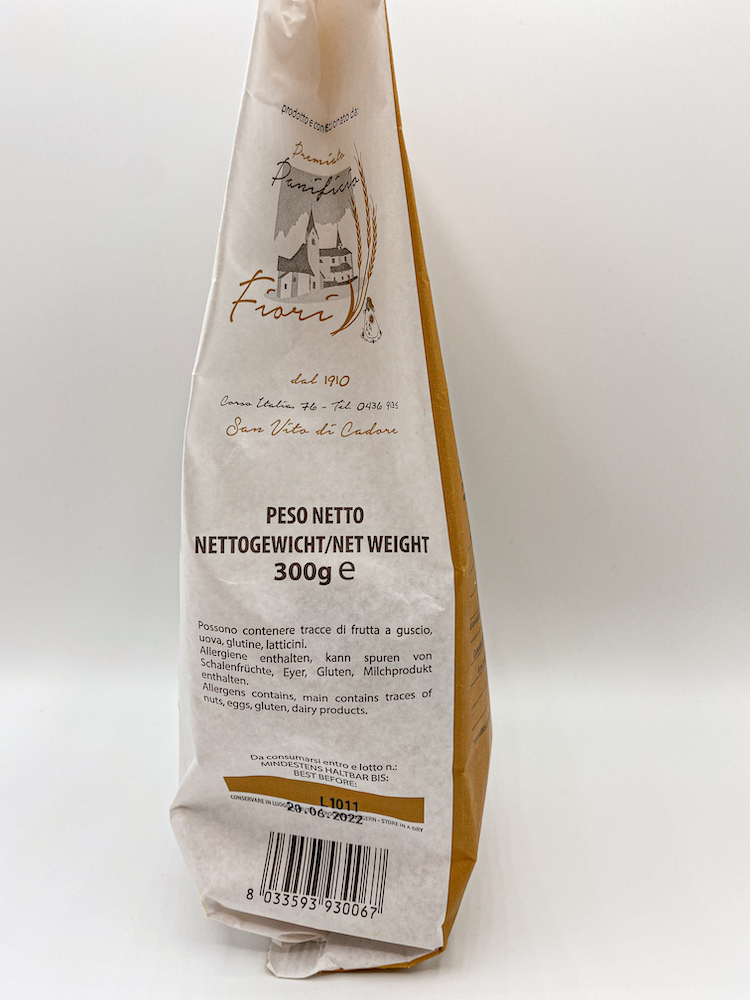 prodotto e confezionato da:
Premiato
Panificio
Fiori
dal 1910
Corso Italia, 76 - Tel. 0436 935
San Vito di Cadore
PESO NETTO
NETTOGEWICHT/NET WEIGHT
300g e
Possono contenere tracce di frutta a guscio,
uova, glutine, latticini.
Allergiene enthalten, kann spuren von
Schalenfrüchte, Eyer, Gluten, Milchprodukt
enthalten.
Allergens contains, main contains traces of
nuts, eggs, gluten, dairy products.
Da consumarsi entro e lotto n.:
MINDESTENS HALTBAR BIS:
BEST BEFORE:
L1011
CONSERVARE IN LUOGO - STORE IN A DRY
20.06.2022
8 033593 930067